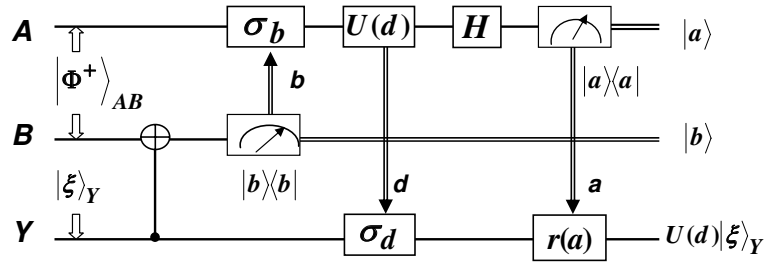 A σ_b U(d) H |a⟩
b
|Φ⁺⟩_AB |a⟩⟨a|
B |b⟩
|ξ⟩_Y |b⟩⟨b| d a
Y σ_d r(a) U(d)|ξ⟩_Y